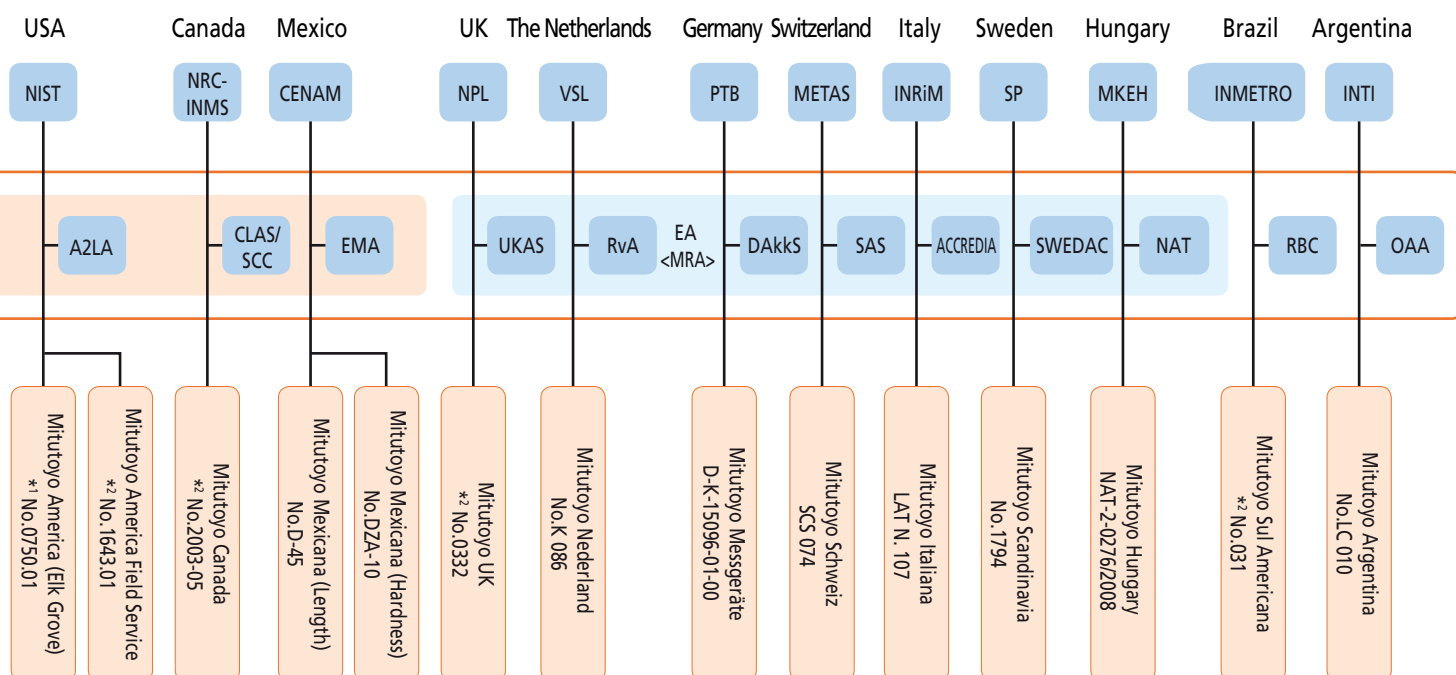 USA
Canada
Mexico
UK
The Netherlands
Germany
Switzerland
Italy
Sweden
Hungary
Brazil
Argentina
NIST
NRC-
INMS
CENAM
NPL
VSL
PTB
METAS
INRiM
SP
MKEH
INMETRO
INTI
A2LA
CLAS/
SCC
EMA
UKAS
RvA
EA
<MRA>
DAkkS
SAS
ACCREDIA
SWEDAC
NAT
RBC
OAA
Mitutoyo America (Elk Grove)
*1 No.0750.01
Mitutoyo America Field Service
*2 No.1643.01
Mitutoyo Canada
*2 No.2003-05
Mitutoyo Mexicana (Length)
No.D-45
Mitutoyo Mexicana (Hardness)
No.DZA-10
Mitutoyo UK
*2 No.0332
Mitutoyo Nederland
No.K 086
Mitutoyo Messgeräte
D-K-15096-01-00
Mitutoyo Schweiz
SCS 074
Mitutoyo Italiana
LAT N. 107
Mitutoyo Scandinavia
No.1794
Mitutoyo Hungary
NAT-2-0276/2008
Mitutoyo Sul Americana
*2 No.031
Mitutoyo Argentina
No.LC 010